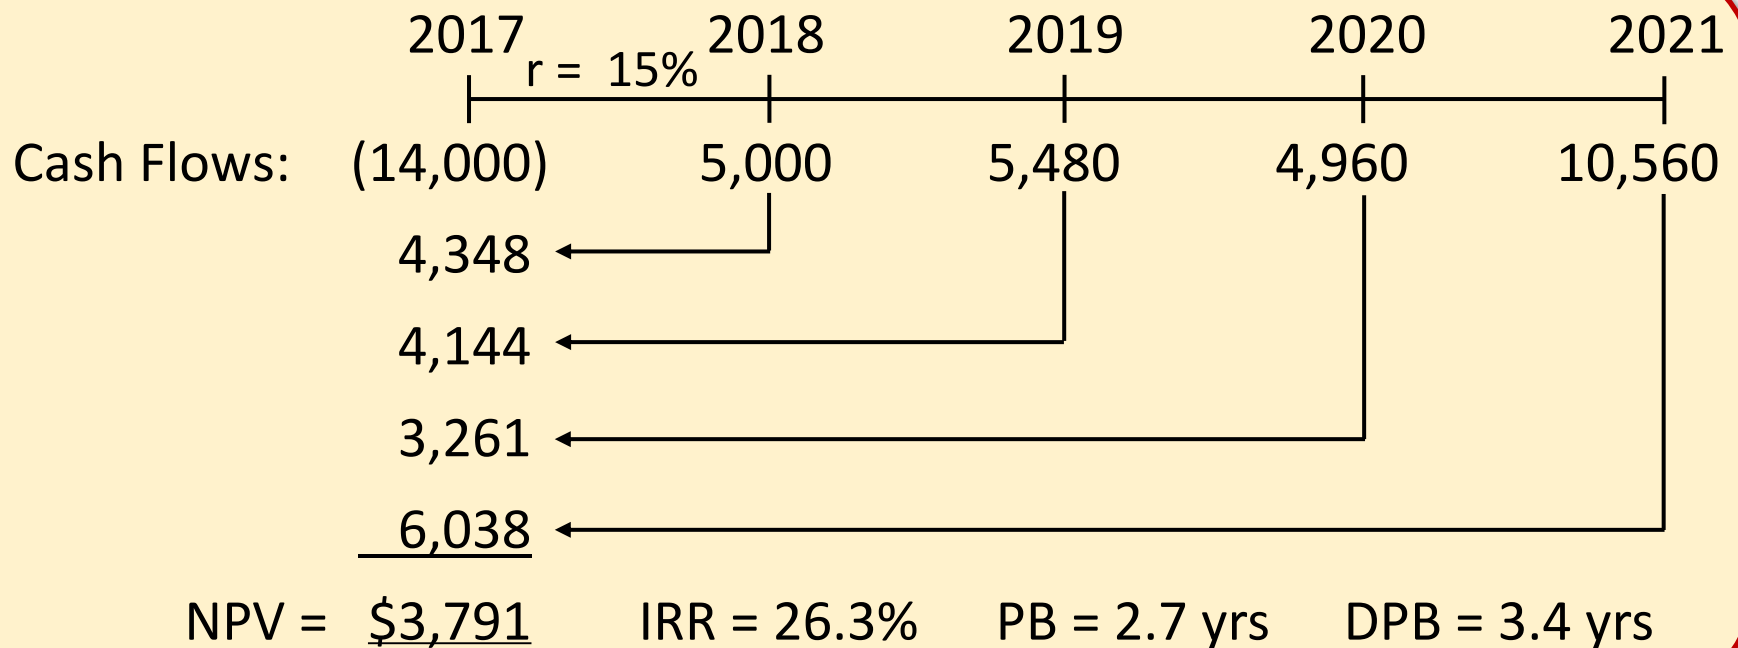 2017 2018 2019 2020 2021
r = 15%
Cash Flows: (14,000) 5,000 5,480 4,960 10,560
4,348
4,144
3,261
6,038
NPV = $3,791 IRR = 26.3% PB = 2.7 yrs DPB = 3.4 yrs